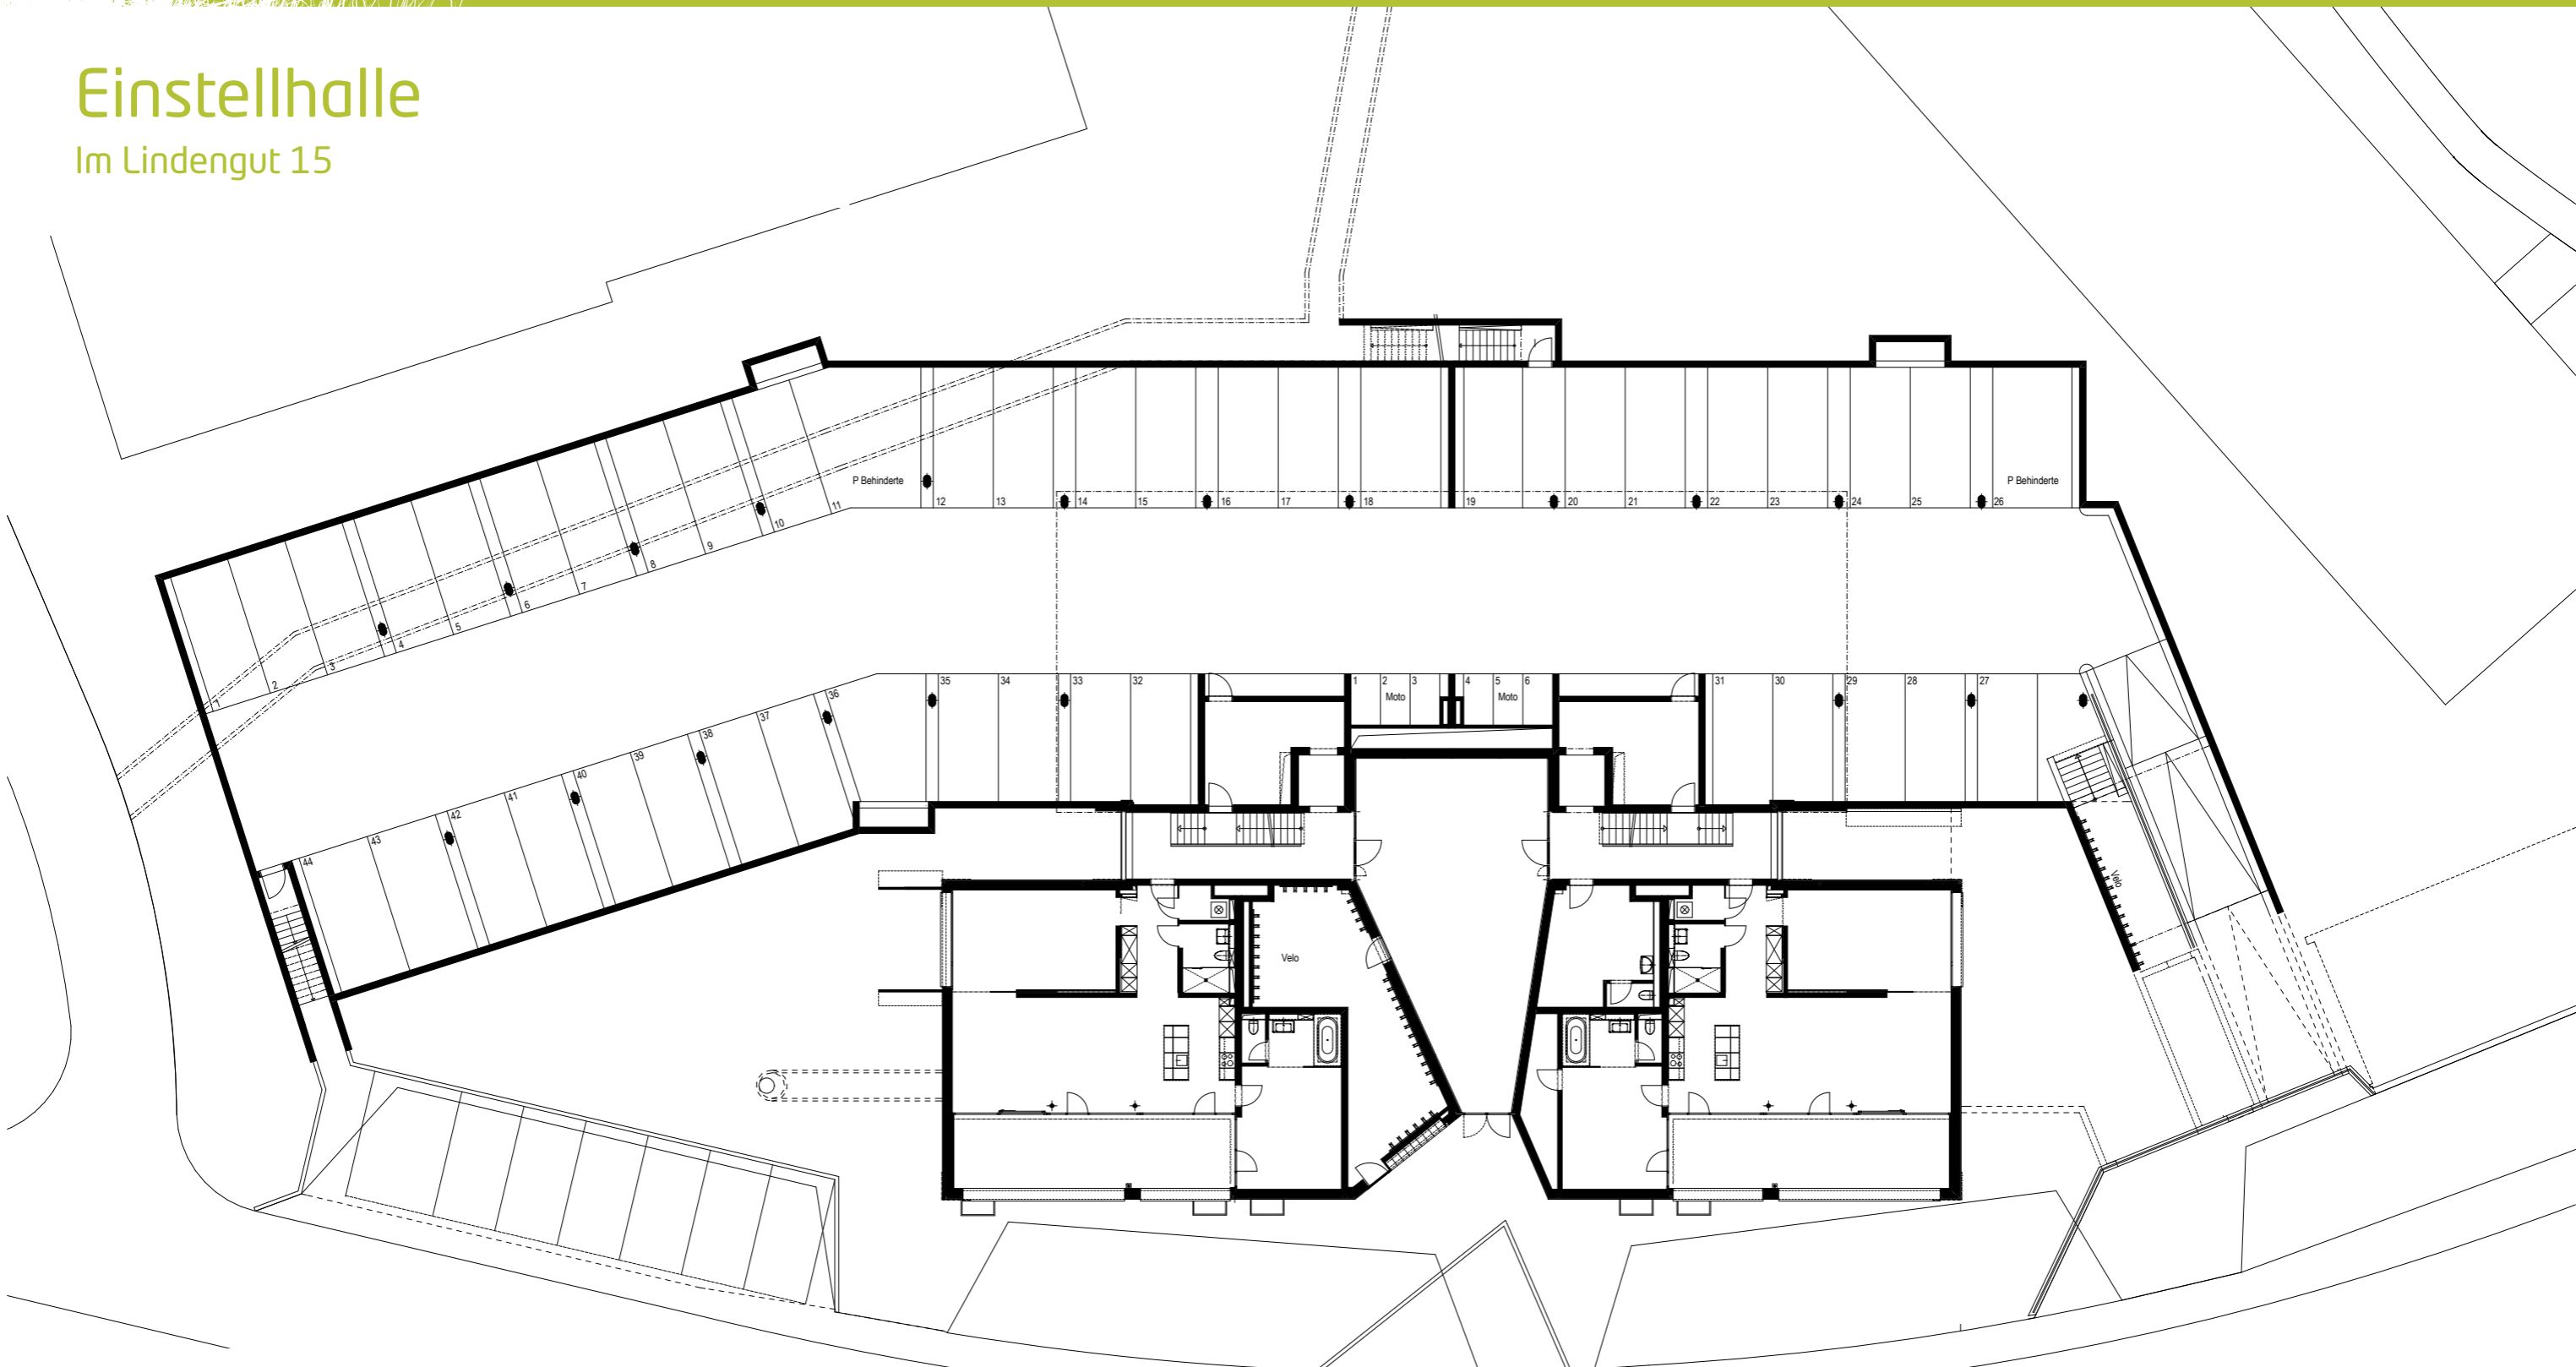 Einstellhalle
Im Lindengut 15
P Behinderte
P Behinderte
1 2 3 4 5 6 7 8 9 10 11 12 13 14 15 16 17 18 19 20 21 22 23 24 25 26
44 43 42 41 40 39 38 37 36 35 34 33 32 1 2 3 4 5 6 31 30 29 28 27
Moto
Moto
Velo
Velo